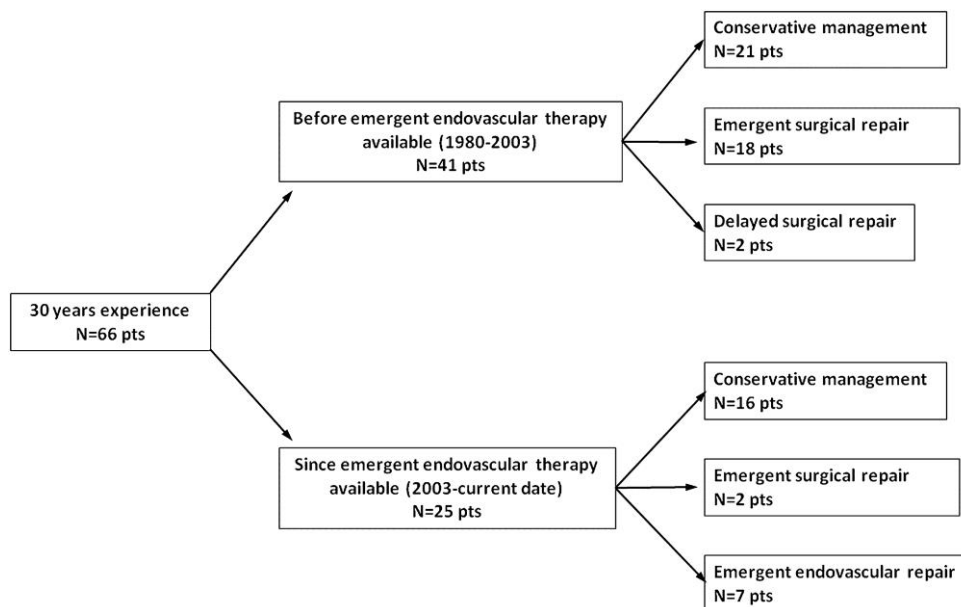 30 years experience
N=66 pts
Before emergent endovascular therapy
available (1980-2003)
N=41 pts
Conservative management
N=21 pts
Emergent surgical repair
N=18 pts
Delayed surgical repair
N=2 pts
Since emergent endovascular therapy
available (2003-current date)
N=25 pts
Conservative management
N=16 pts
Emergent surgical repair
N=2 pts
Emergent endovascular repair
N=7 pts